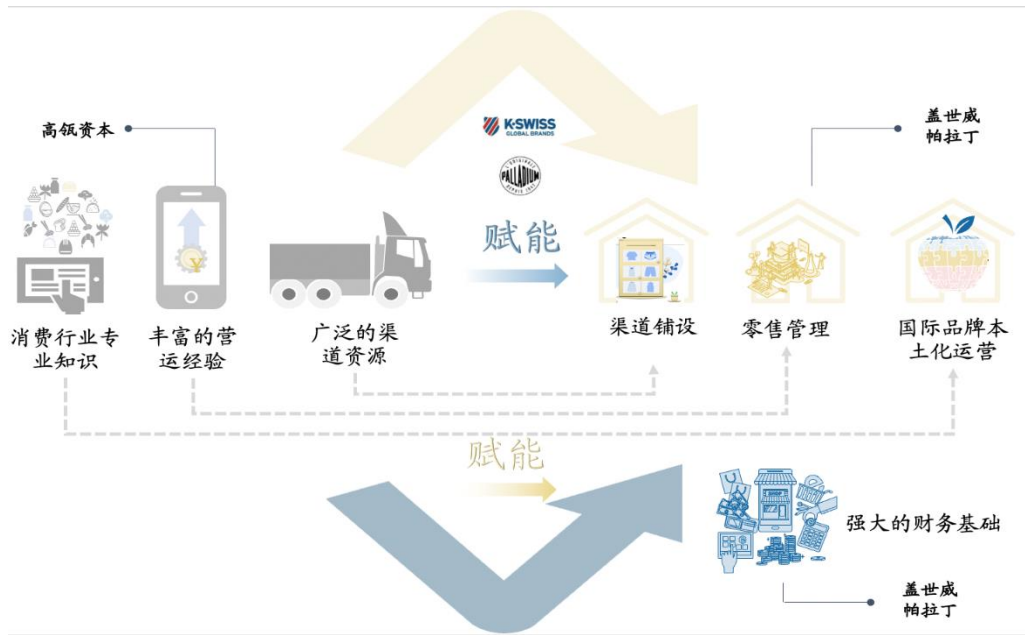 高瓴资本
K·SWISS
GLOBAL BRANDS
L'ORIGINALE
PALLADIUM
DEPUIS 1947
盖世威
帕拉丁
赋能
消费行业专
业知识
丰富的营
运经验
广泛的渠
道资源
渠道铺设
零售管理
国际品牌本
土化运营
赋能
强大的财务基础
盖世威
帕拉丁